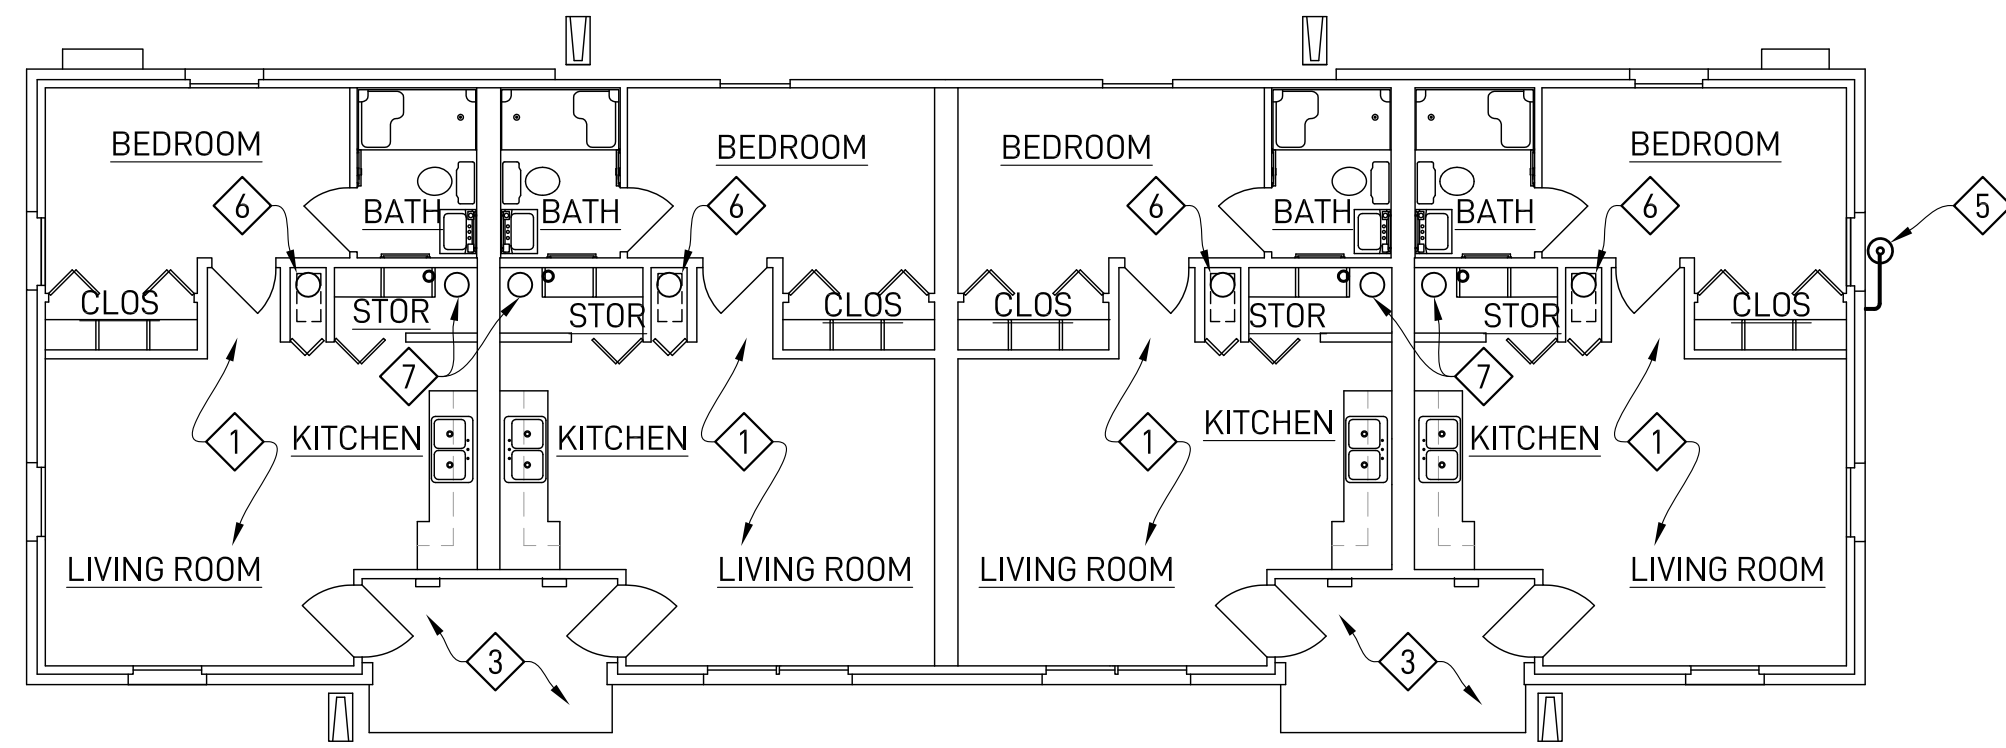 BEDROOM
BEDROOM
BEDROOM
BEDROOM
6
BATH
BATH
6
6
BATH
BATH
6
5
CLOS
STOR
STOR
CLOS
CLOS
STOR
STOR
CLOS
7
7
1
KITCHEN
KITCHEN
1
1
KITCHEN
KITCHEN
1
LIVING ROOM
LIVING ROOM
LIVING ROOM
LIVING ROOM
3
3